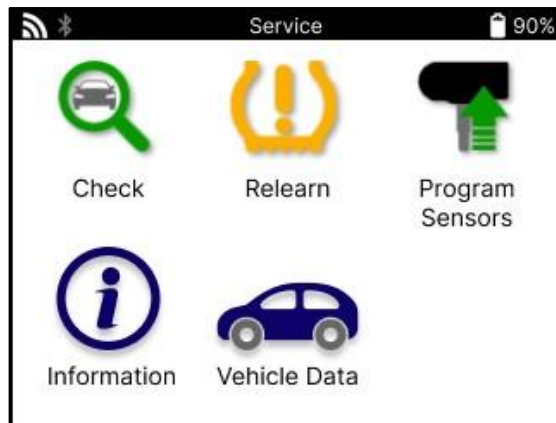 Service
90%
Check
Relearn
Program
Sensors
Information
Vehicle Data